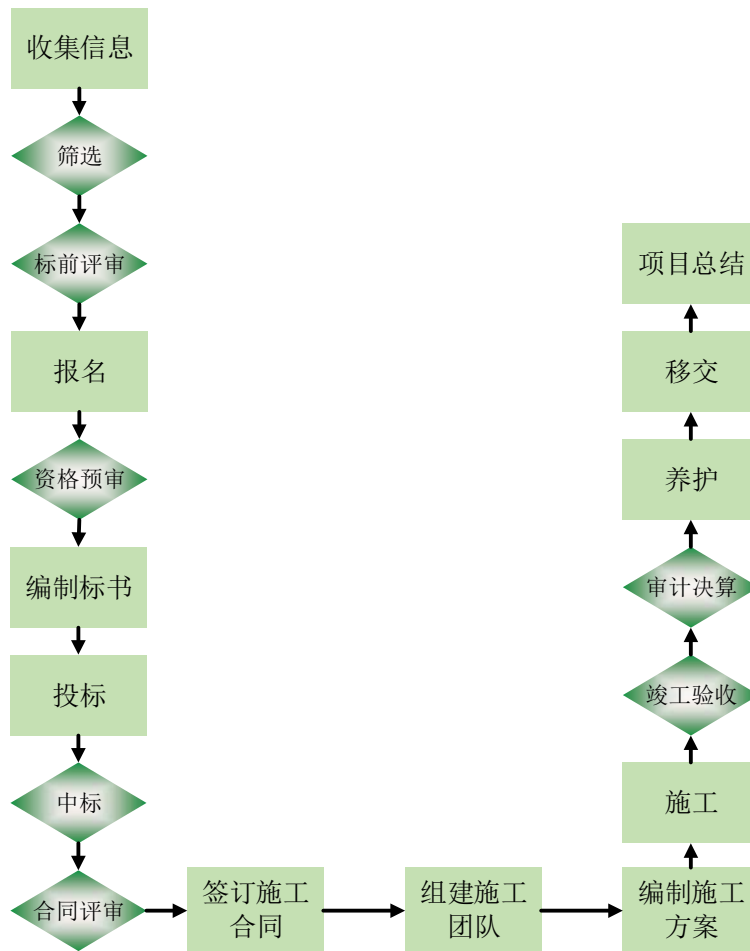 收集信息
筛选
标前评审
报名
资格预审
编制标书
投标
中标
合同评审
签订施工
合同
组建施工
团队
编制施工
方案
施工
竣工验收
审计决算
养护
移交
项目总结